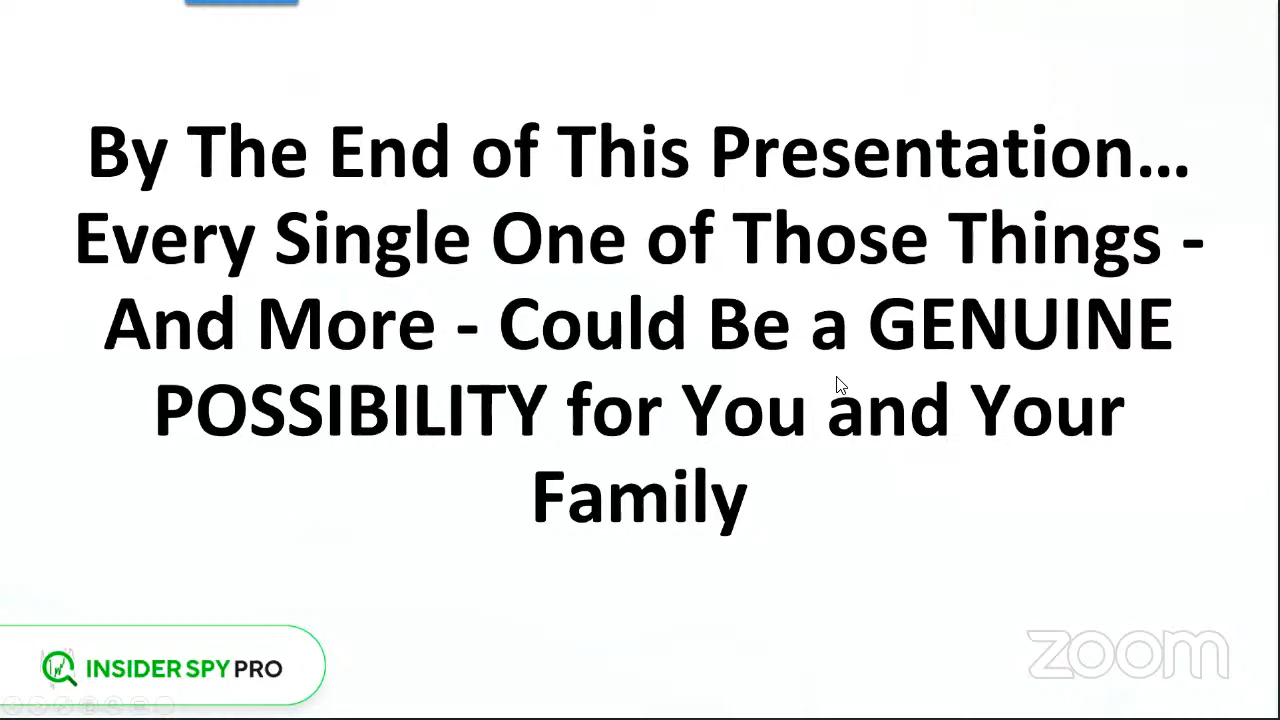 By The End of This Presentation...
Every Single One of Those Things -
And More - Could Be a GENUINE
POSSIBILITY for You and Your
Family
INSIDER SPY PRO
zoom